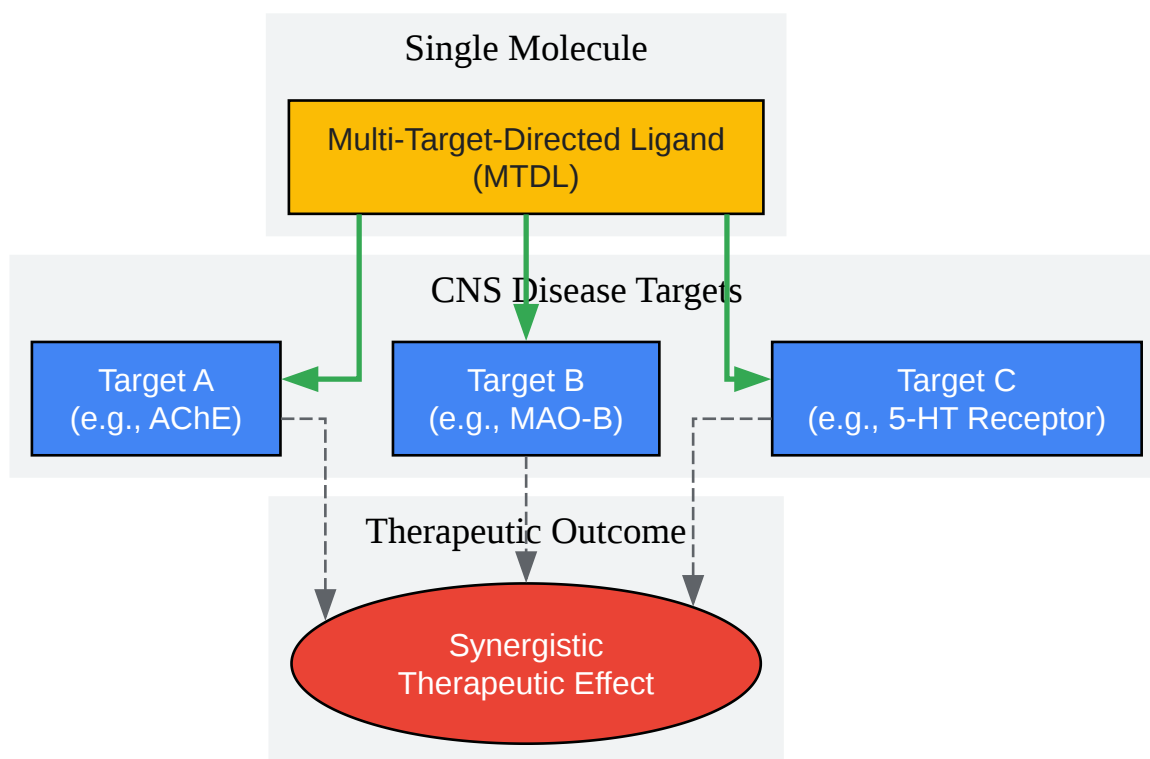 Single Molecule
Multi-Target-Directed Ligand
(MTDL)
CNS Disease Targets
Target A
(e.g., AChE)
Target B
(e.g., MAO-B)
Target C
(e.g., 5-HT Receptor)
Therapeutic Outcome
Synergistic
Therapeutic Effect